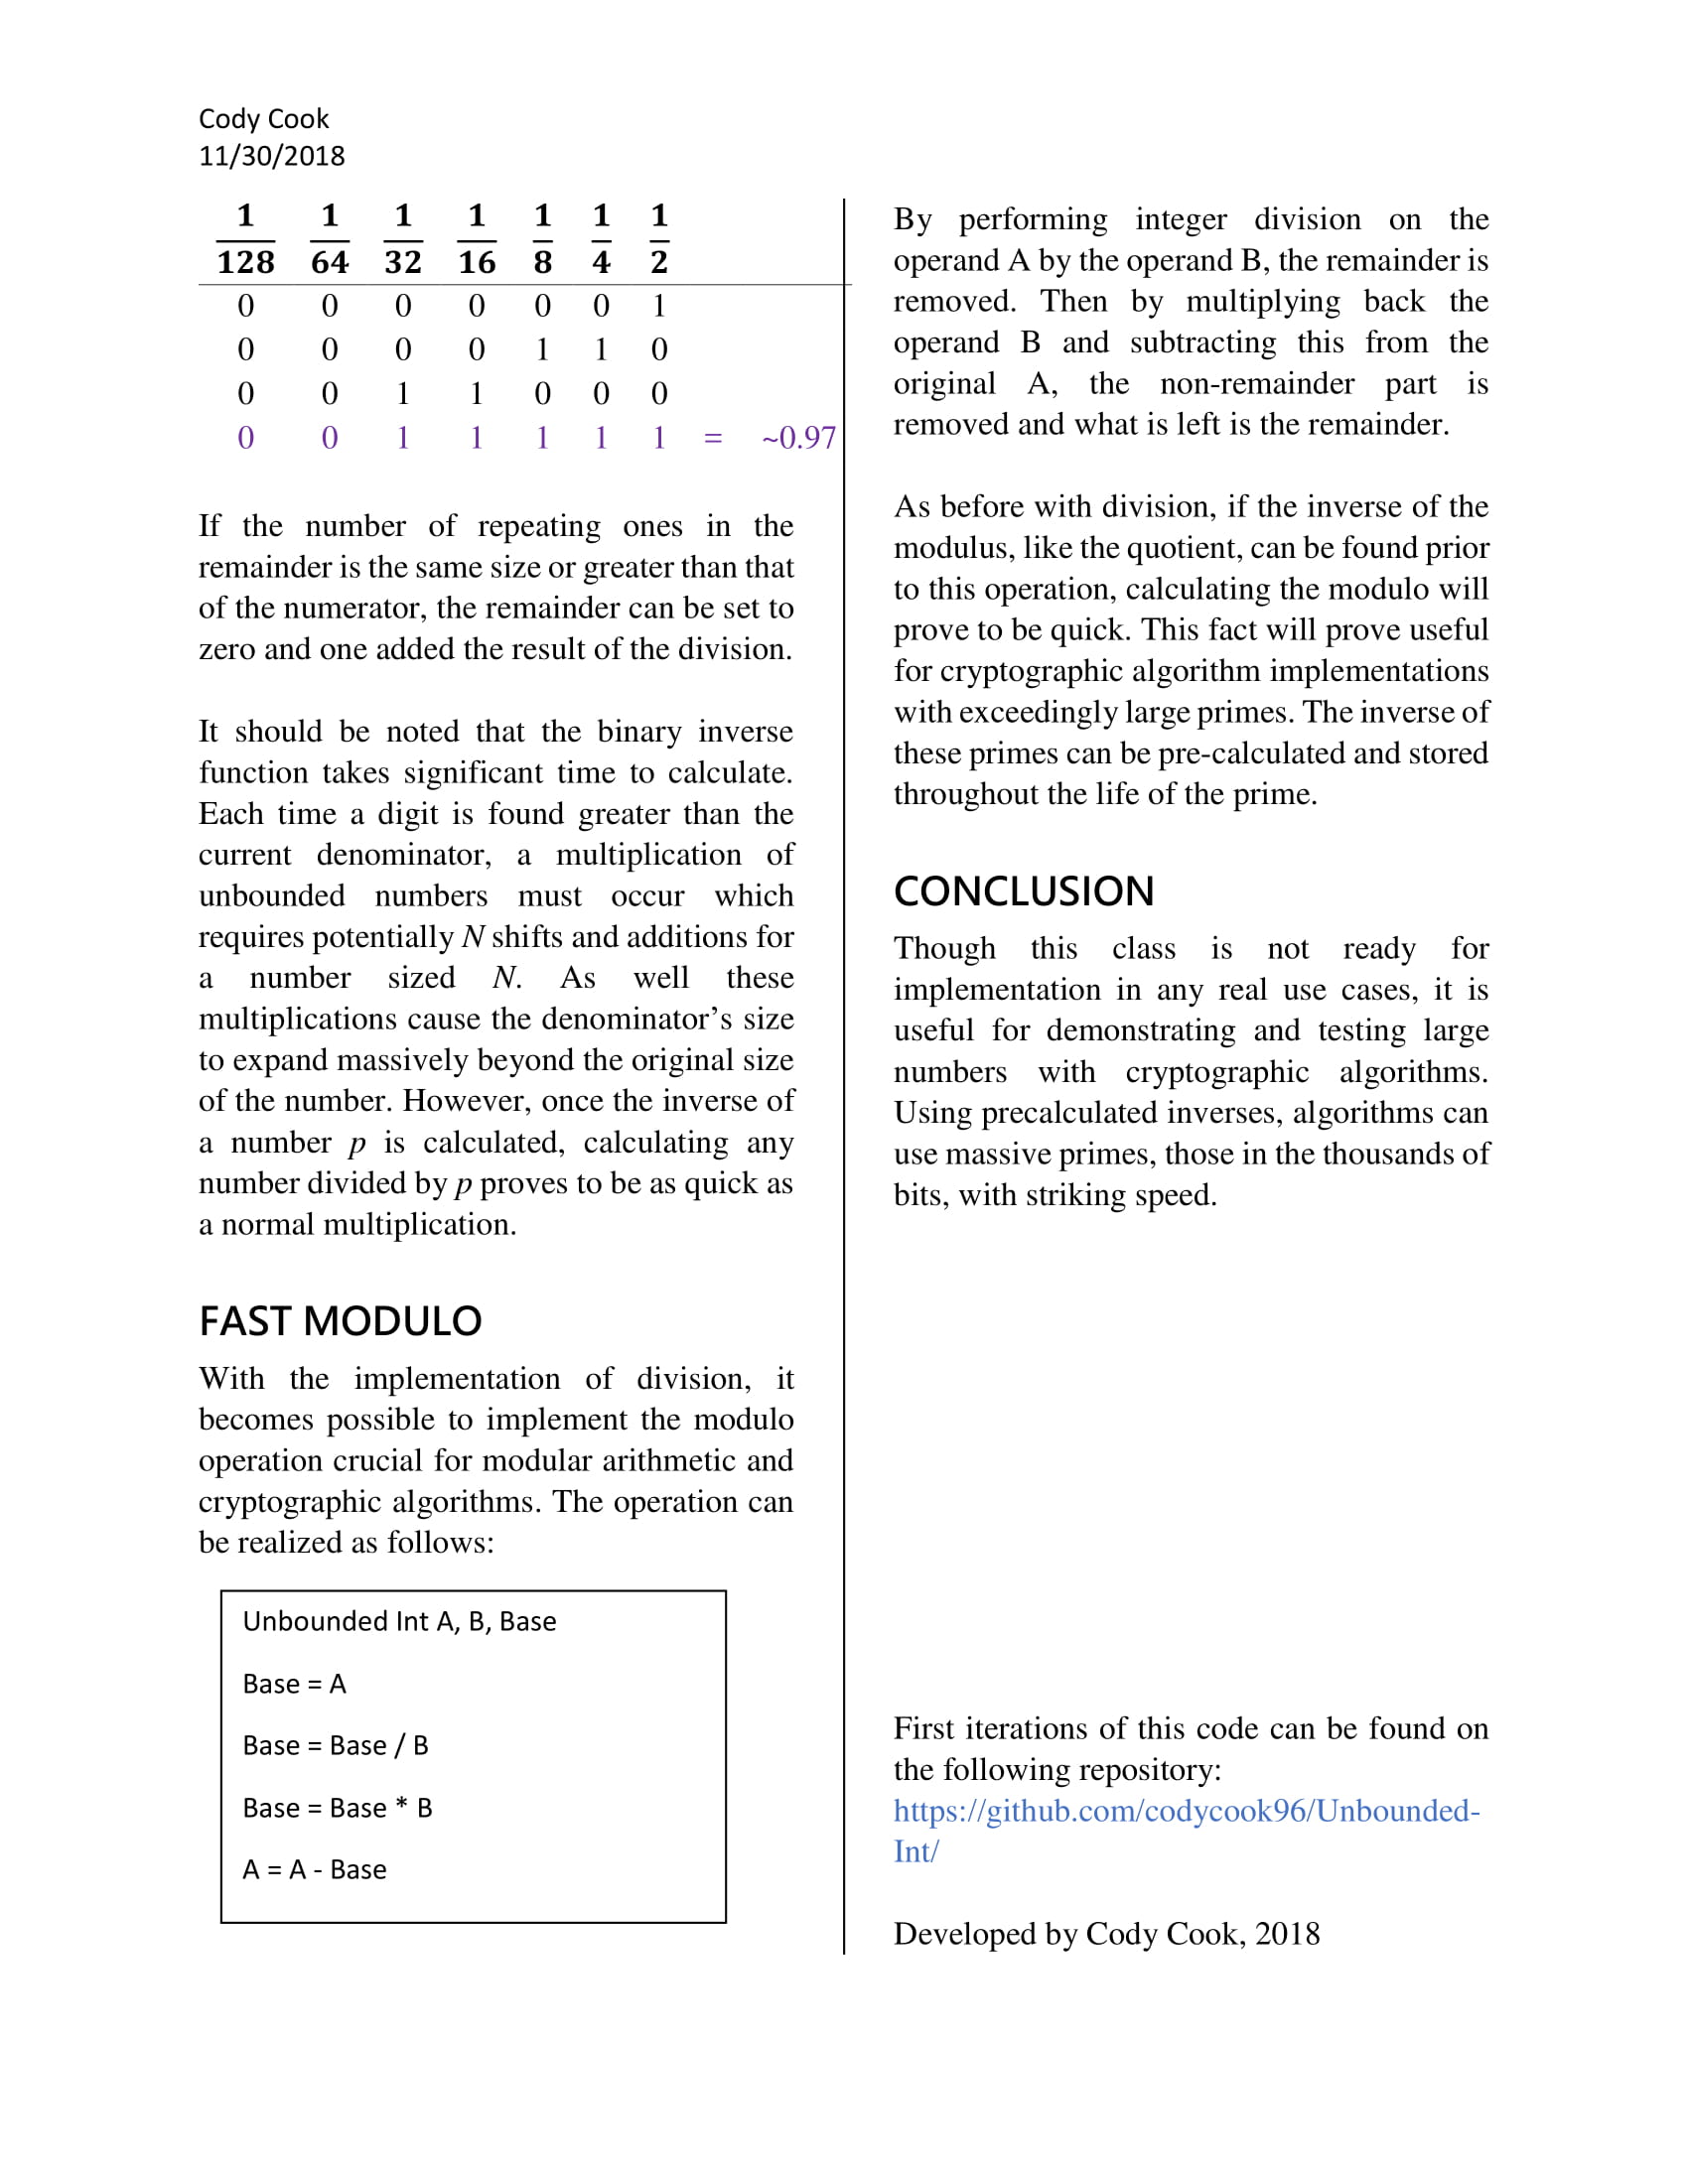 Cody Cook
11/30/2018
1/128 1/64 1/32 1/16 1/8 1/4 1/2
0 0 0 0 0 0 1
0 0 0 0 1 1 0
0 0 1 1 0 0 0
0 0 1 1 1 1 1 = ~0.97
If the number of repeating ones in the
remainder is the same size or greater than that
of the numerator, the remainder can be set to
zero and one added the result of the division.
It should be noted that the binary inverse
function takes significant time to calculate.
Each time a digit is found greater than the
current denominator, a multiplication of
unbounded numbers must occur which
requires potentially N shifts and additions for
a number sized N. As well these
multiplications cause the denominator’s size
to expand massively beyond the original size
of the number. However, once the inverse of
a number p is calculated, calculating any
number divided by p proves to be as quick as
a normal multiplication.
FAST MODULO
With the implementation of division, it
becomes possible to implement the modulo
operation crucial for modular arithmetic and
cryptographic algorithms. The operation can
be realized as follows:
Unbounded Int A, B, Base
Base = A
Base = Base / B
Base = Base * B
A = A - Base
By performing integer division on the
operand A by the operand B, the remainder is
removed. Then by multiplying back the
operand B and subtracting this from the
original A, the non-remainder part is
removed and what is left is the remainder.
As before with division, if the inverse of the
modulus, like the quotient, can be found prior
to this operation, calculating the modulo will
prove to be quick. This fact will prove useful
for cryptographic algorithm implementations
with exceedingly large primes. The inverse of
these primes can be pre-calculated and stored
throughout the life of the prime.
CONCLUSION
Though this class is not ready for
implementation in any real use cases, it is
useful for demonstrating and testing large
numbers with cryptographic algorithms.
Using precalculated inverses, algorithms can
use massive primes, those in the thousands of
bits, with striking speed.
First iterations of this code can be found on
the following repository:
https://github.com/codycook96/Unbounded-
Int/
Developed by Cody Cook, 2018